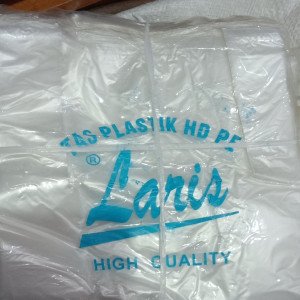 TAS PLASTIK HD PE
® Laris
HIGH QUALITY